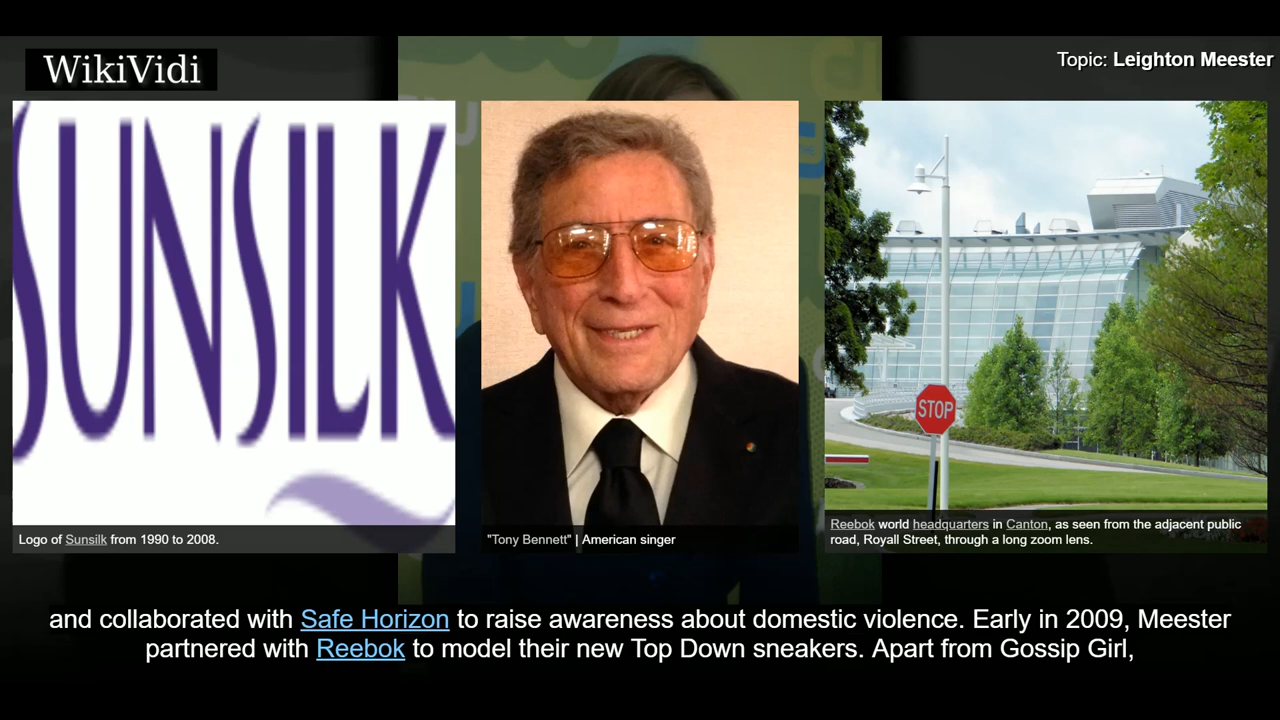 WikiVidi
Topic: Leighton Meester
SUNSILK
STOP
Logo of Sunsilk from 1990 to 2008.
"Tony Bennett" | American singer
Reebok world headquarters in Canton, as seen from the adjacent public
road, Royall Street, through a long zoom lens.
and collaborated with Safe Horizon to raise awareness about domestic violence. Early in 2009, Meester
partnered with Reebok to model their new Top Down sneakers. Apart from Gossip Girl,